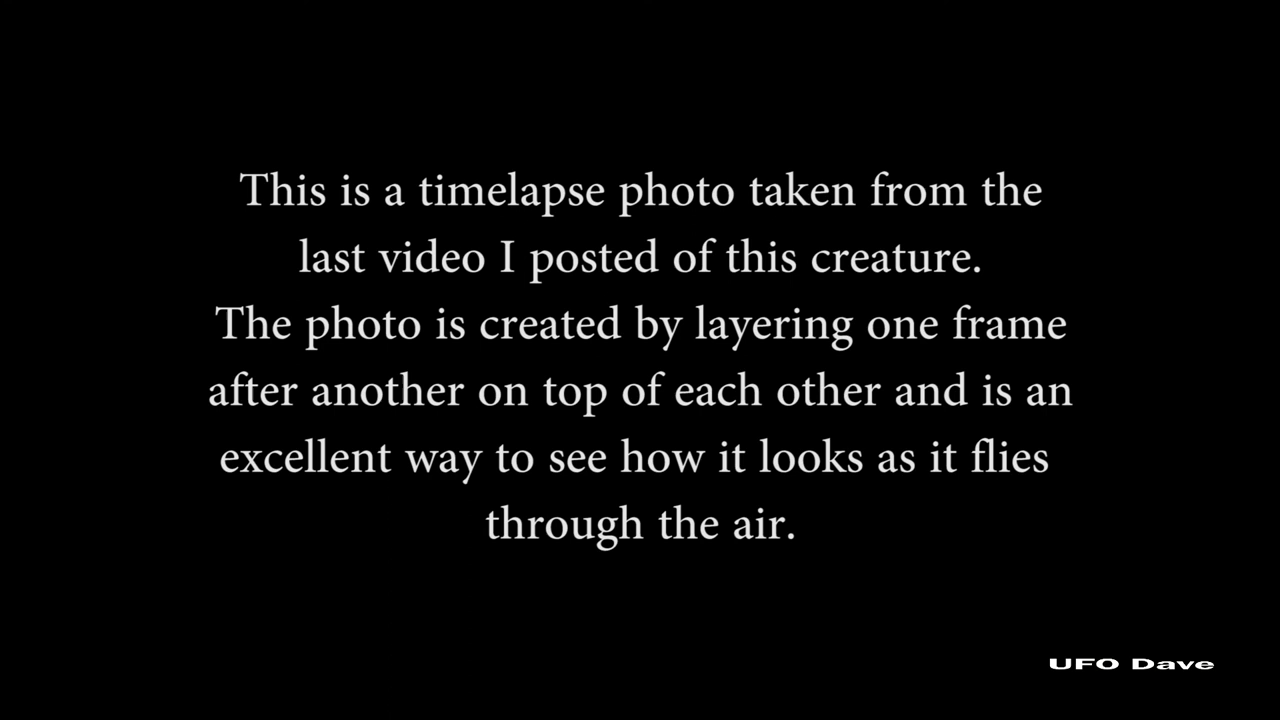 This is a timelapse photo taken from the
last video I posted of this creature.
The photo is created by layering one frame
after another on top of each other and is an
excellent way to see how it looks as it flies
through the air.
UFO Dave